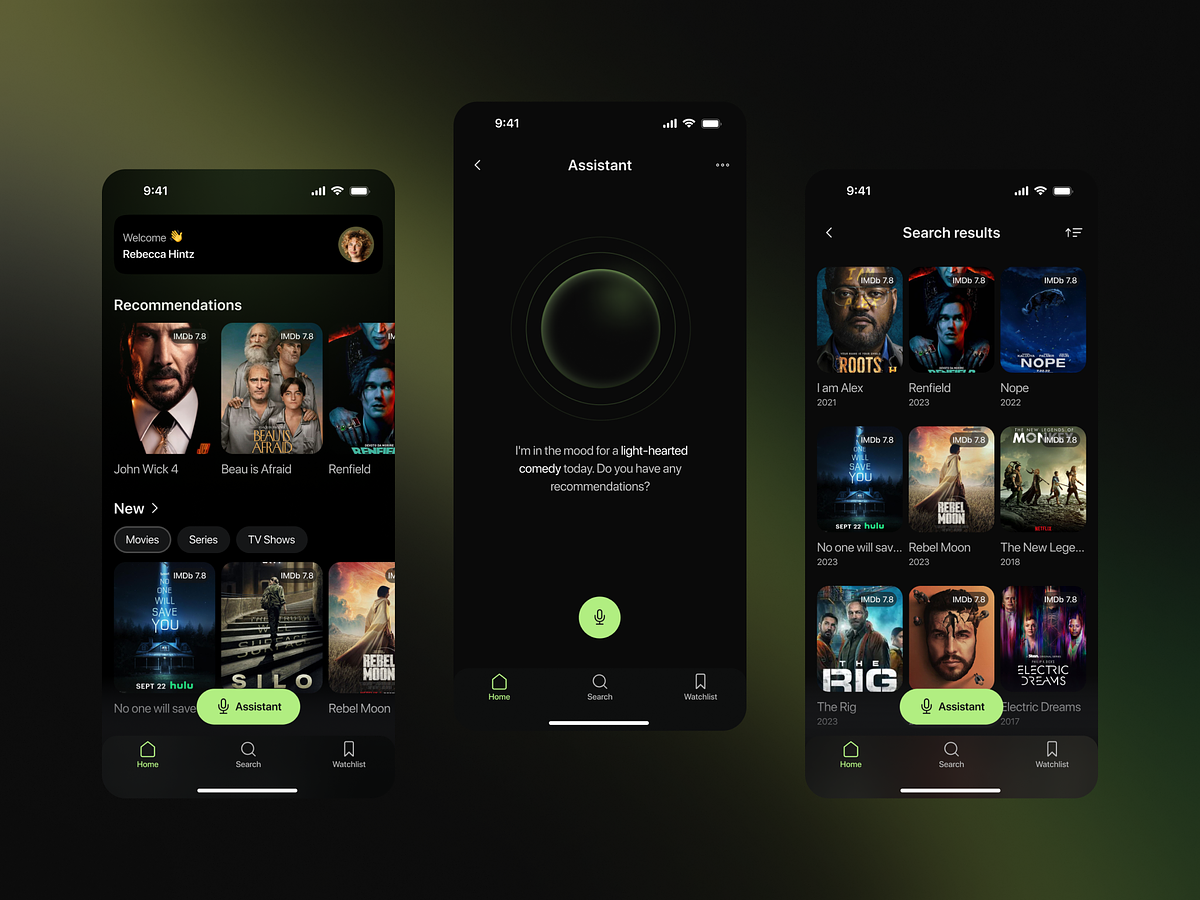 9:41
Welcome 👋
Rebecca Hintz
Recommendations
IMDb 7.8
IMDb 7.8
BEAU IS
AFRAID
RENFIELD
John Wick 4
Beau is Afraid
Renfield
New
Movies
Series
TV Shows
IMDb 7.8
IMDb 7.8
NO
ONE
WILL
SAVE
YOU
SEPT 22 hulu
SILO
REBEL
MOON
No one will save
Rebel Moon
Assistant
Home
Search
Watchlist
9:41
Assistant
I'm in the mood for a light-hearted
comedy today. Do you have any
recommendations?
Home
Search
Watchlist
9:41
Search results
IMDb 7.8
IMDb 7.8
IMDb 7.8
ROOTS
RENFIELD
NOPE
I am Alex
Renfield
Nope
2021
2023
2022
IMDb 7.8
IMDb 7.8
IMDb 7.8
ONE
WILL
SAVE
YOU
SEPT 22 hulu
REBEL
MOON
THE NEW LEGENDS OF
NETFLIX
No one will sav...
Rebel Moon
The New Lege...
2023
2023
2018
IMDb 7.8
IMDb 7.8
IMDb 7.8
THE
RIG
ELECTRIC
DREAMS
The Rig
Electric Dreams
2023
2017
Assistant
Home
Search
Watchlist